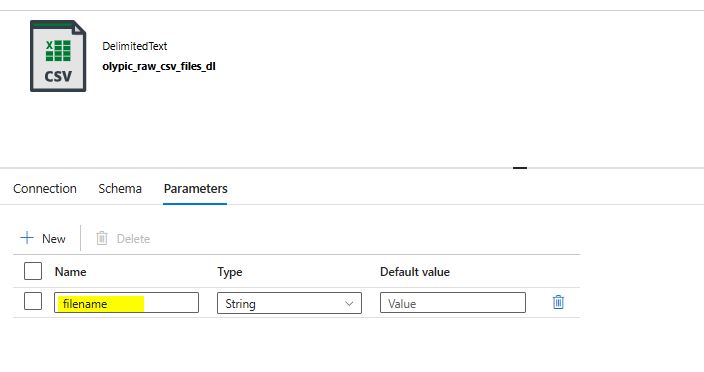 CSV
DelimitedText
olypic_raw_csv_files_dl
Connection Schema Parameters
New Delete
Name Type Default value
filename String Value